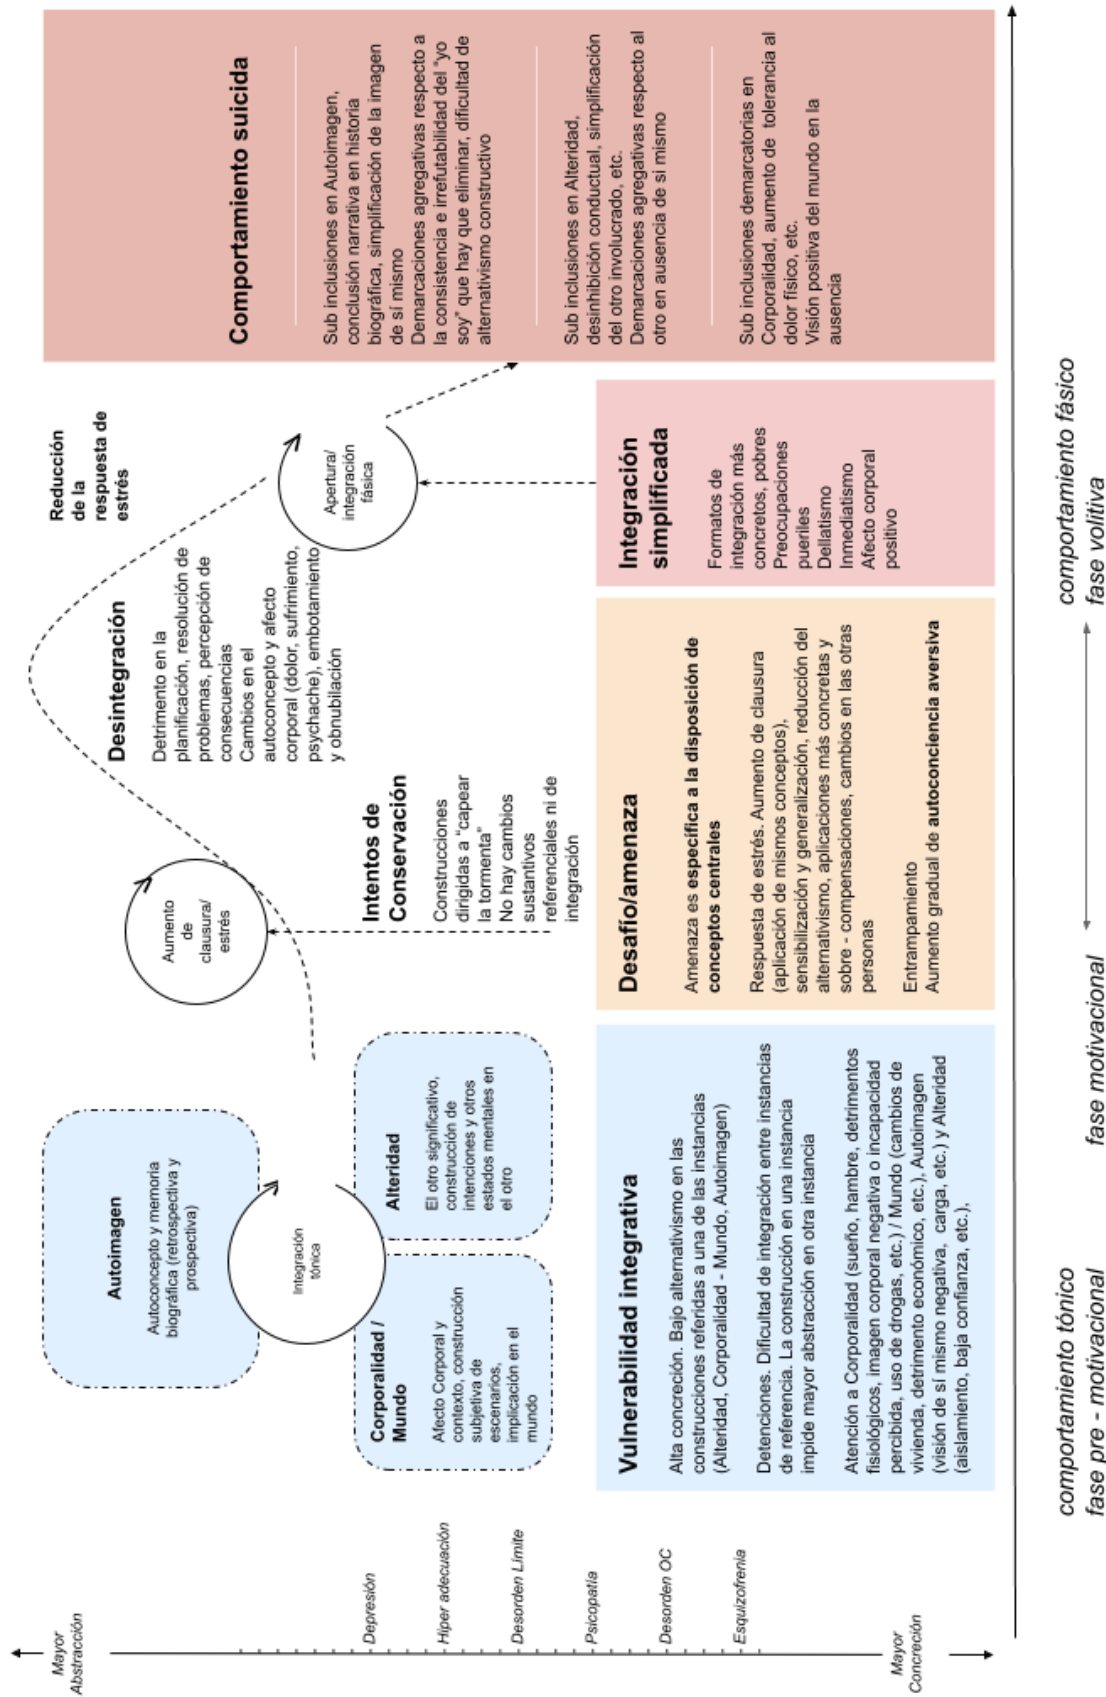 Mayor
Abstracción
Depresión
Hiper adecuación
Desorden Límite
Psicopatía
Desorden OC
Esquizofrenia
Mayor
Concreción
Autoimagen
Autoconcepto y memoria
biográfica (retrospectiva y
prospectiva)
Integración
tónica
Corporalidad /
Mundo
Afecto Corporal y
contexto, construcción
subjetiva de
escenarios,
implicación en el
mundo
Alteridad
El otro significativo,
construcción de
intenciones y otros
estados mentales en
el otro
Vulnerabilidad integrativa
Alta concreción. Bajo alternativismo en las
construcciones referidas a una de las instancias
(Alteridad, Corporalidad - Mundo, Autoimagen)
Detenciones. Dificultad de integración entre instancias
de referencia. La construcción en una instancia
impide mayor abstracción en otra instancia
Atención a Corporalidad (sueño, hambre, detrimentos
fisiológicos, imagen corporal negativa o incapacidad
percibida, uso de drogas, etc.) / Mundo (cambios de
vivienda, detrimento económico, etc.), Autoimagen
(visión de sí mismo negativa, carga, etc.) y Alteridad
(aislamiento, baja confianza, etc.),
Aumento
de
clausura/
estrés
Intentos de
Conservación
Construcciones
dirigidas a "capear
la tormenta"
No hay cambios
sustantivos
referenciales ni de
integración
Desafío/amenaza
Amenaza es específica a la disposición de
conceptos centrales
Respuesta de estrés. Aumento de clausura
(aplicación de mismos conceptos),
sensibilización y generalización, reducción del
alternativismo, aplicaciones más concretas y
sobre - compensaciones, cambios en las otras
personas
Entrampamiento
Aumento gradual de autoconciencia aversiva
Desintegración
Detrimento en la
planificación, resolución de
problemas, percepción de
consecuencias
Cambios en el
autoconcepto y afecto
corporal (dolor, sufrimiento,
psychache), embotamiento
y obnubilación
Reducción
de la
respuesta de
estrés
Apertura/
integración
fásica
Integración
simplificada
Formatos de
integración más
concretos, pobres
Preocupaciones
pueriles
Dellatismo
Inmediatismo
Afecto corporal
positivo
Comportamiento suicida
Sub inclusiones en Autoimagen,
conclusión narrativa en historia
biográfica, simplificación de la imagen
de sí mismo
Demarcaciones agregativas respecto a
la consistencia e irrefutabilidad del "yo
soy" que hay que eliminar, dificultad de
alternativismo constructivo
Sub inclusiones en Alteridad,
desinhibición conductual, simplificación
del otro involucrado, etc.
Demarcaciones agregativas respecto al
otro en ausencia de si mismo
Sub inclusiones demarcatorias en
Corporalidad, aumento de tolerancia al
dolor físico, etc.
Visión positiva del mundo en la
ausencia
comportamiento tónico
fase pre - motivacional
fase motivacional
comportamiento fásico
fase volitiva